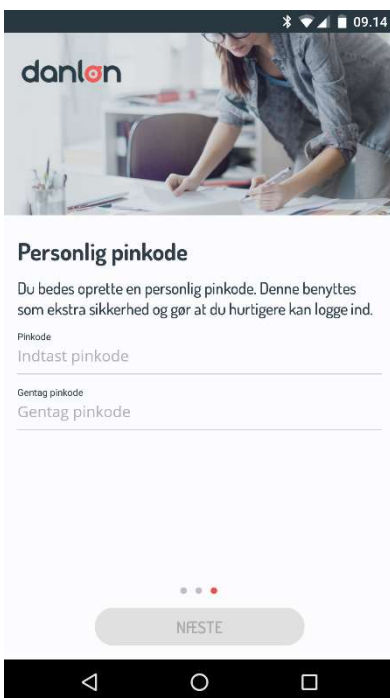 09.14
danløn
Personlig pinkode
Du bedes oprette en personlig pinkode. Denne benyttes
som ekstra sikkerhed og gør at du hurtigere kan logge ind.
Pinkode
Indtast pinkode
Gentag pinkode
Gentag pinkode
NÆSTE